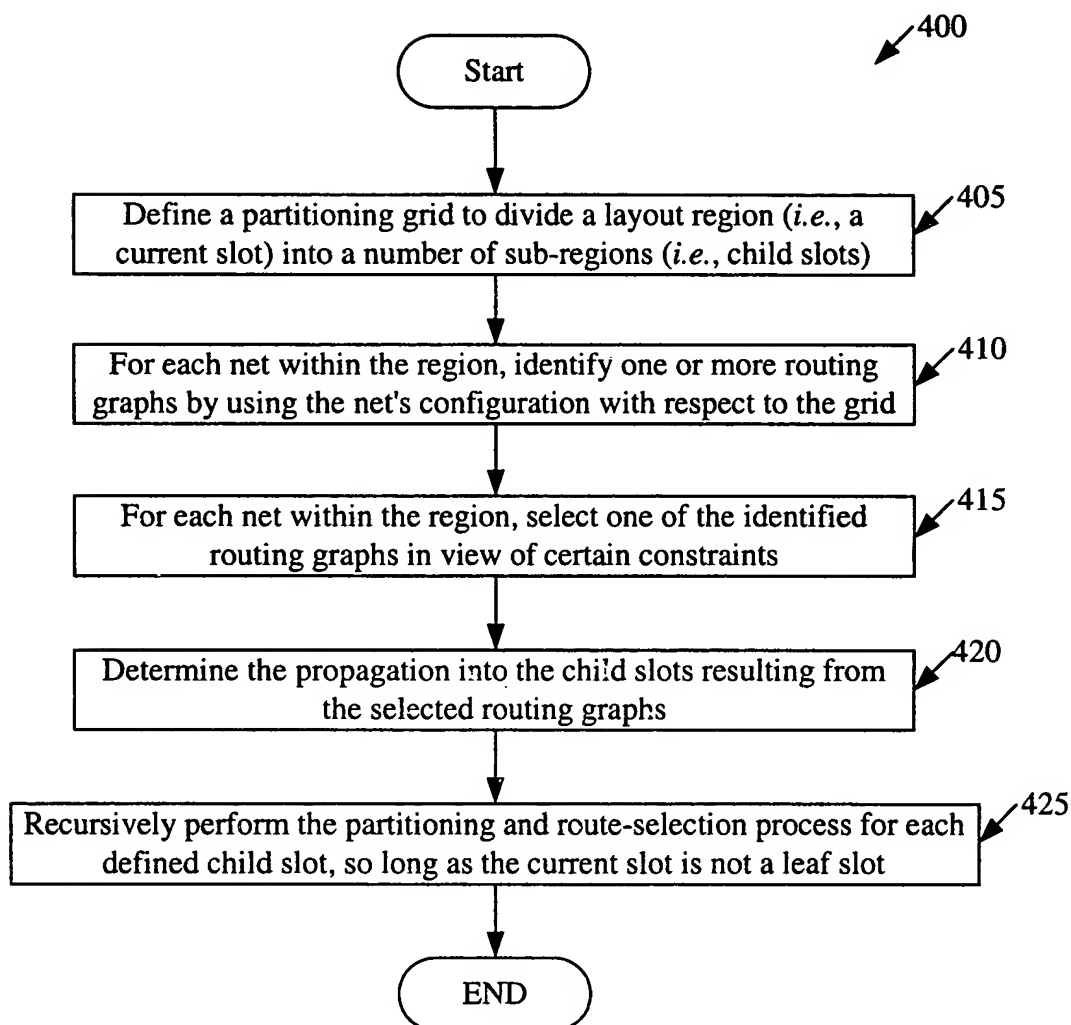 400
Start
405
Define a partitioning grid to divide a layout region (i.e., a
current slot) into a number of sub-regions (i.e., child slots)
410
For each net within the region, identify one or more routing
graphs by using the net's configuration with respect to the grid
415
For each net within the region, select one of the identified
routing graphs in view of certain constraints
420
Determine the propagation into the child slots resulting from
the selected routing graphs
425
Recursively perform the partitioning and route-selection process for each
defined child slot, so long as the current slot is not a leaf slot
END